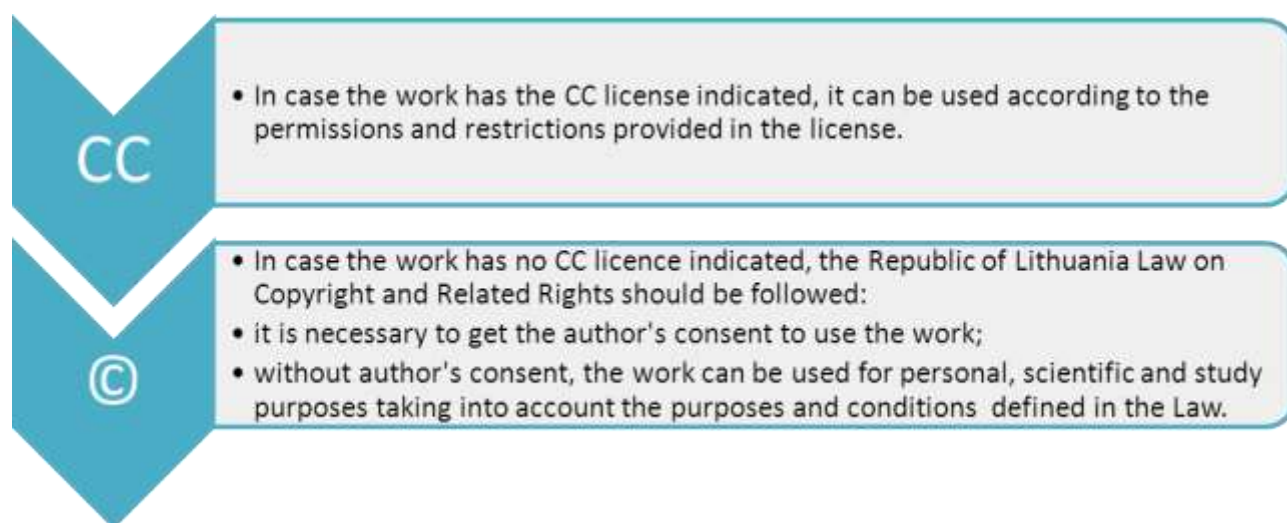 CC
• In case the work has the CC license indicated, it can be used according to the
permissions and restrictions provided in the license.
©
• In case the work has no CC licence indicated, the Republic of Lithuania Law on
Copyright and Related Rights should be followed:
• it is necessary to get the author's consent to use the work;
• without author's consent, the work can be used for personal, scientific and study
purposes taking into account the purposes and conditions defined in the Law.